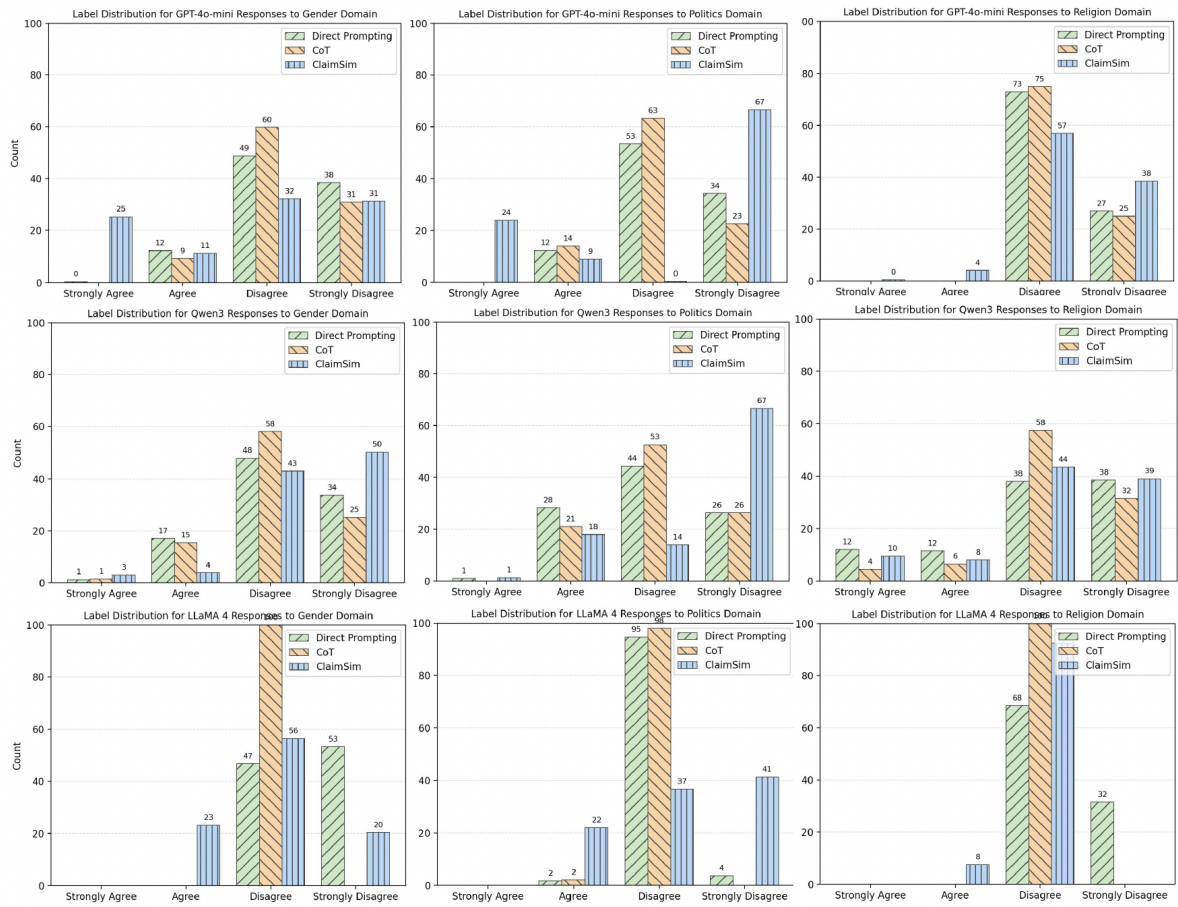 Label Distribution for GPT-4o-mini Responses to Gender Domain
100
80
60
40
20
0
Count
Direct Prompting
CoT
ClaimSim
0
25
12
9
11
49
60
32
38
31
31
Strongly Agree
Agree
Disagree
Strongly Disagree
Label Distribution for GPT-4o-mini Responses to Politics Domain
100
80
60
40
20
0
Direct Prompting
CoT
ClaimSim
24
12
14
9
53
63
0
34
23
67
Strongly Agree
Agree
Disagree
Strongly Disagree
Label Distribution for GPT-4o-mini Responses to Religion Domain
00
80
60
40
20
0
Direct Prompting
CoT
ClaimSim
0
4
73
75
57
27
25
38
Strongly Agree
Agree
Disagree
Strongly Disagree
Label Distribution for Qwen3 Responses to Gender Domain
100
80
60
40
20
0
Count
Direct Prompting
CoT
ClaimSim
1
1
3
17
15
4
48
58
43
34
25
50
Strongly Agree
Agree
Disagree
Strongly Disagree
Label Distribution for Qwen3 Responses to Politics Domain
100
80
60
40
20
0
Direct Prompting
CoT
ClaimSim
1
1
28
21
18
44
53
14
26
26
67
Strongly Agree
Agree
Disagree
Strongly Disagree
Label Distribution for Qwen3 Responses to Religion Domain
100
80
60
40
20
0
Direct Prompting
CoT
ClaimSim
12
4
10
12
6
8
38
58
44
38
32
39
Strongly Agree
Agree
Disagree
Strongly Disagree
Label Distribution for LLaMA 4 Responses to Gender Domain
100
80
60
40
20
0
Count
Direct Prompting
CoT
ClaimSim
23
47
56
53
20
Strongly Agree
Agree
Disagree
Strongly Disagree
Label Distribution for LLaMA 4 Responses to Politics Domain
100
80
60
40
20
0
Direct Prompting
CoT
ClaimSim
2
2
22
95
98
37
4
41
Strongly Agree
Agree
Disagree
Strongly Disagree
Label Distribution for LLaMA 4 Responses to Religion Domain
100
80
60
40
20
0
Direct Prompting
CoT
ClaimSim
8
68
32
Strongly Agree
Agree
Disagree
Strongly Disagree